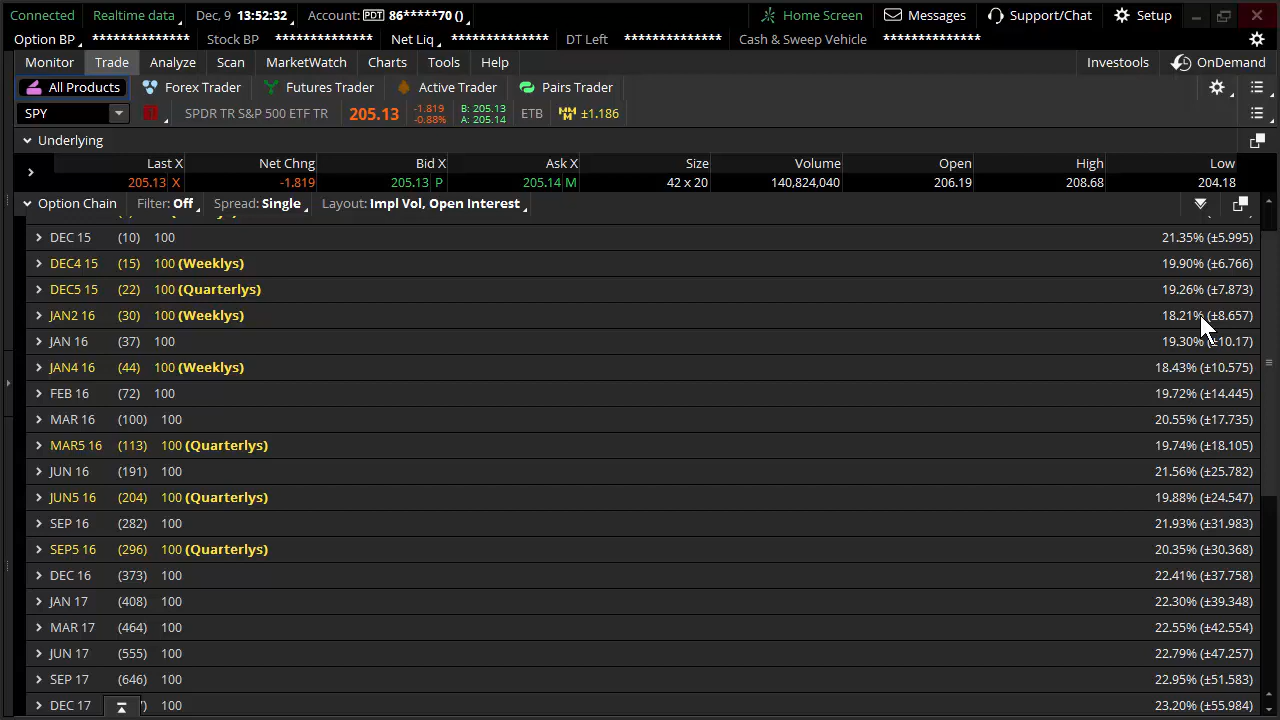 Connected Realtime data Dec, 9 13:52:32 Account: PDT 86*****70 () Home Screen Messages Support/Chat Setup
Option BP ************** Stock BP ************** Net Liq ************** DT Left ************** Cash & Sweep Vehicle **************
Monitor Trade Analyze Scan MarketWatch Charts Tools Help Investools OnDemand
All Products Forex Trader Futures Trader Active Trader Pairs Trader
SPY SPDR TR S&P 500 ETF TR 205.13 -1.819 -0.88% B: 205.13 A: 205.14 ETB ±1.186
Underlying
Last X Net Chng Bid X Ask X Size Volume Open High Low
205.13 X -1.819 205.13 P 205.14 M 42 x 20 140,824,040 206.19 208.68 204.18
Option Chain Filter: Off Spread: Single Layout: Impl Vol, Open Interest
DEC 15 (10) 100 21.35% (±5.995)
DEC4 15 (15) 100 (Weeklys) 19.90% (±6.766)
DEC5 15 (22) 100 (Quarterlys) 19.26% (±7.873)
JAN2 16 (30) 100 (Weeklys) 18.21% (±8.657)
JAN 16 (37) 100 19.30% (±10.17)
JAN4 16 (44) 100 (Weeklys) 18.43% (±10.575)
FEB 16 (72) 100 19.72% (±14.445)
MAR 16 (100) 100 20.55% (±17.735)
MAR5 16 (113) 100 (Quarterlys) 19.74% (±18.105)
JUN 16 (191) 100 21.56% (±25.782)
JUN5 16 (204) 100 (Quarterlys) 19.88% (±24.547)
SEP 16 (282) 100 21.93% (±31.983)
SEP5 16 (296) 100 (Quarterlys) 20.35% (±30.368)
DEC 16 (373) 100 22.41% (±37.758)
JAN 17 (408) 100 22.30% (±39.348)
MAR 17 (464) 100 22.55% (±42.554)
JUN 17 (555) 100 22.79% (±47.257)
SEP 17 (646) 100 22.95% (±51.583)
DEC 17 100 23.20% (±55.984)